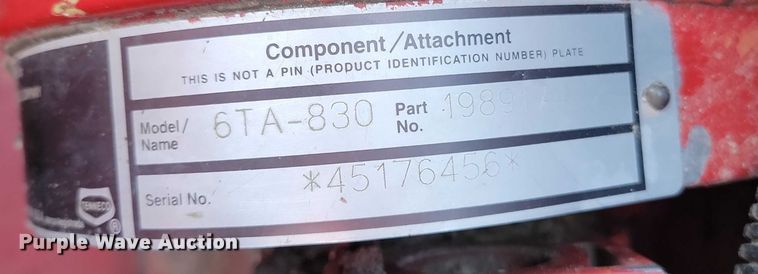 Component/Attachment
THIS IS NOT A PIN (PRODUCT IDENTIFICATION NUMBER) PLATE
Model/ Name 6TA-830 Part No.
Serial No. *45176456*
TENNECO
®
Purple Wave Auction